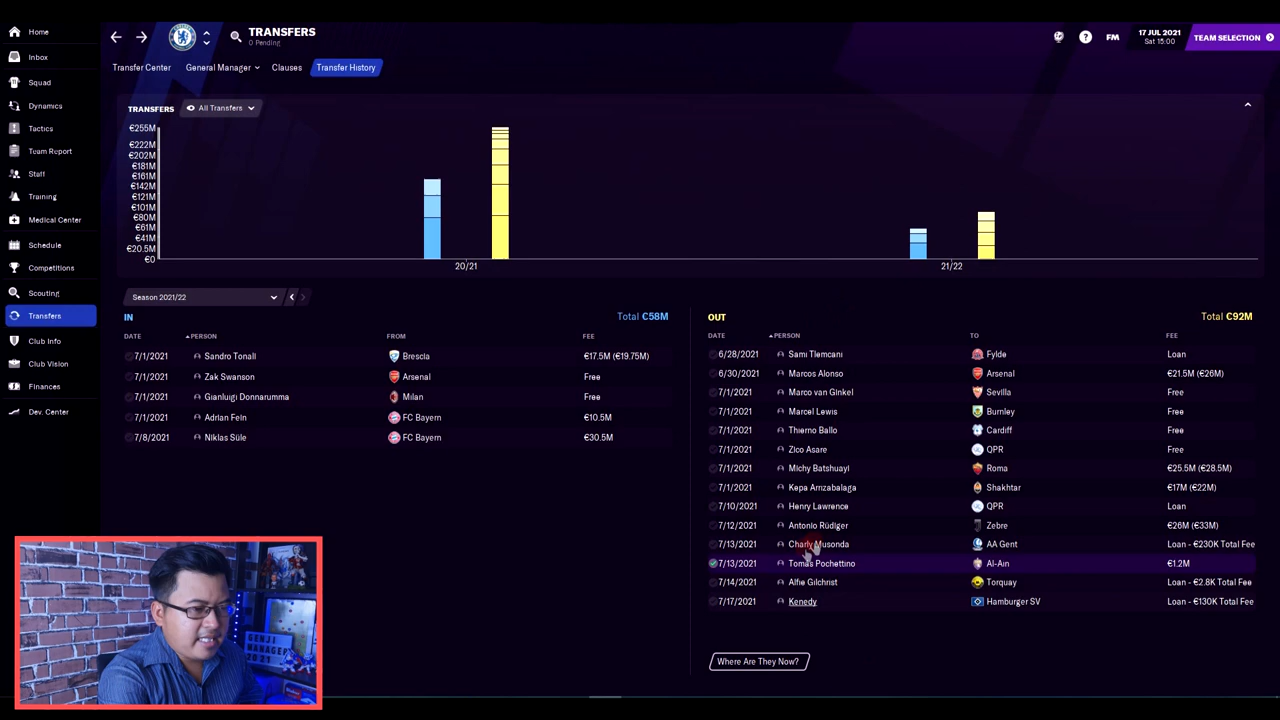 Home
Inbox
Squad
Dynamics
Tactics
Team Report
Staff
Training
Medical Center
Schedule
Competitions
Scouting
Transfers
Club Info
Club Vision
Finances
Dev. Center
TRANSFERS
0 Pending
FM
17 JUL 2021
Sat 15:00
TEAM SELECTION
Transfer Center
General Manager
Clauses
Transfer History
TRANSFERS
All Transfers
€255M
€222M
€202M
€181M
€161M
€142M
€121M
€101M
€80M
€61M
€41M
€20.5M
€0
20/21
21/22
Season 2021/22
IN
Total €58M
DATE PERSON FROM FEE
7/1/2021 Sandro Tonali Brescia €17.5M (€19.75M)
7/1/2021 Zak Swanson Arsenal Free
7/1/2021 Gianluigi Donnarumma Milan Free
7/1/2021 Adrian Fein FC Bayern €10.5M
7/8/2021 Niklas Süle FC Bayern €30.5M
OUT
Total €92M
DATE PERSON TO FEE
6/28/2021 Sami Tlemcani Fylde Loan
6/30/2021 Marcos Alonso Arsenal €21.5M (€26M)
7/1/2021 Marco van Ginkel Sevilla Free
7/1/2021 Marcel Lewis Burnley Free
7/1/2021 Thierno Ballo Cardiff Free
7/1/2021 Zico Asare QPR Free
7/1/2021 Michy Batshuayi Roma €25.5M (€28.5M)
7/1/2021 Kepa Arrizabalaga Shakhtar €17M (€22M)
7/10/2021 Henry Lawrence QPR Loan
7/12/2021 Antonio Rüdiger Zebre €26M (€33M)
7/13/2021 Charly Musonda AA Gent Loan - €230K Total Fee
7/13/2021 Tomás Pochettino Al-Ain €1.2M
7/14/2021 Alfie Gilchrist Torquay Loan - €2.8K Total Fee
7/17/2021 Kenedy Hamburger SV Loan - €130K Total Fee
Where Are They Now?
GENJI
MANAGER